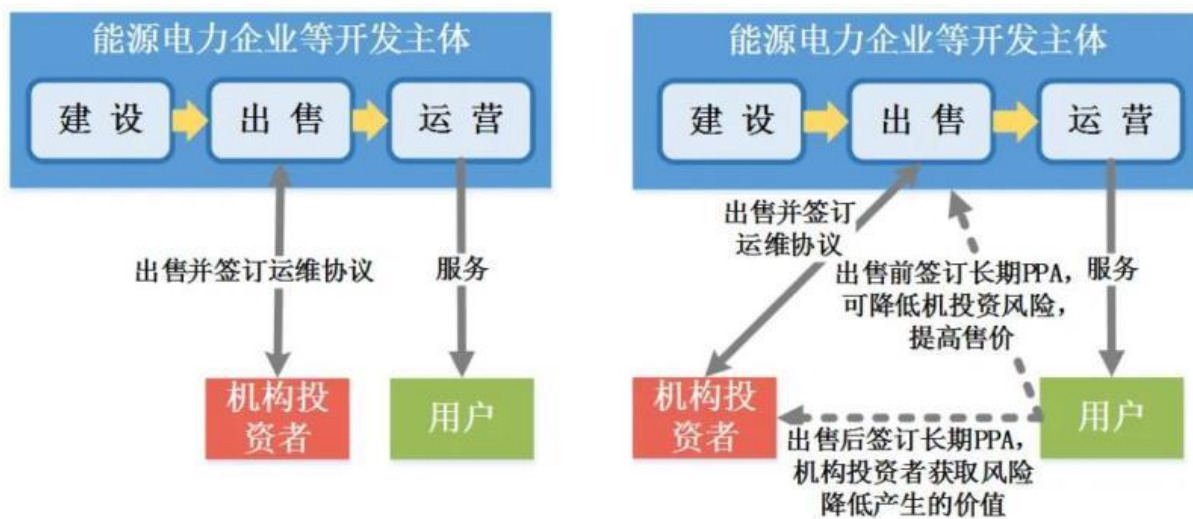 能源电力企业等开发主体
建 设
出 售
运 营
出售并签订运维协议
服务
机构投
资者
用户
能源电力企业等开发主体
建 设
出 售
运 营
出售并签订
运维协议
出售前签订长期PPA，
可降低机投资风险，
提高售价
服务
机构投
资者
用户
出售后签订长期PPA，
机构投资者获取风险
降低产生的价值